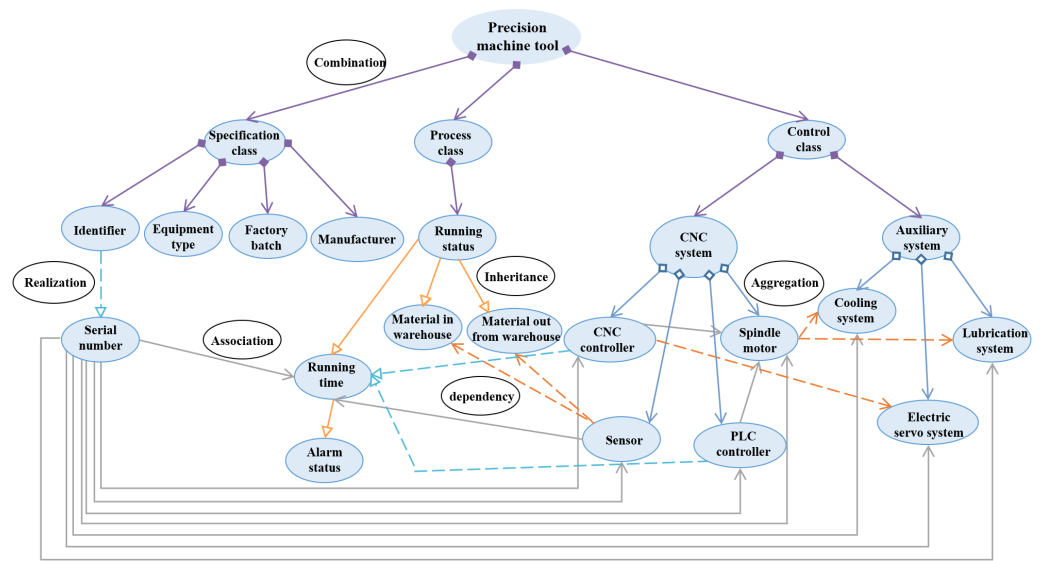 Precision
machine tool
Combination
Specification
class
Process
class
Control
class
Identifier
Equipment
type
Factory
batch
Manufacturer
Running
status
CNC
system
Auxiliary
system
Realization
Inheritance
Aggregation
Serial
number
Association
Material in
warehouse
Material out
from warehouse
CNC
controller
Spindle
motor
Cooling
system
Lubrication
system
Running
time
dependency
Alarm
status
Sensor
PLC
controller
Electric
servo system